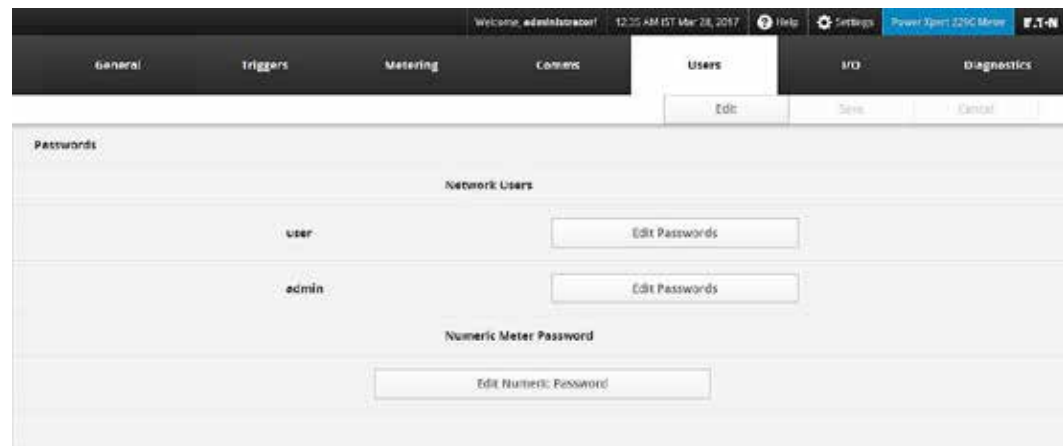 Welcome, administrator! 12:35 AM IST Mar 28, 2017 Help Settings Power Xpert 2290 Meter E.T.N
General Triggers Metering Comms Users I/O Diagnostics
Edit Save Cancel
Passwords
Network Users
user Edit Passwords
admin Edit Passwords
Numeric Meter Password
Edit Numeric Password